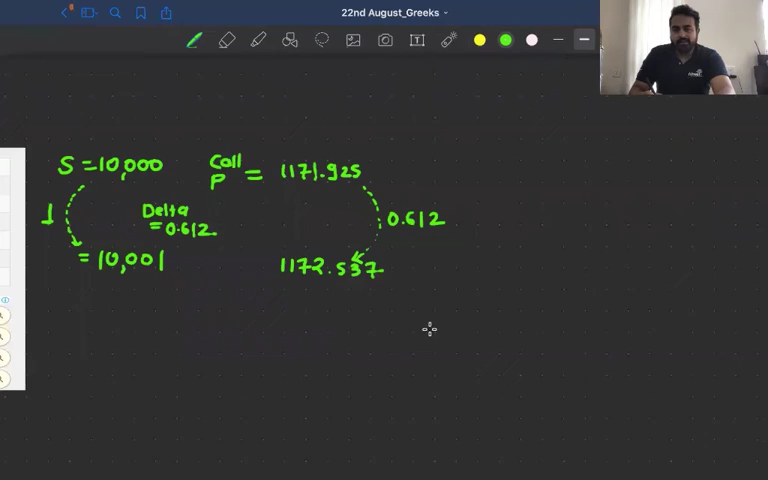 22nd August_Greeks
S = 10,000
Call
P = 1171.925
1
Delta
= 0.612
0.612
= 10,001
1172.537